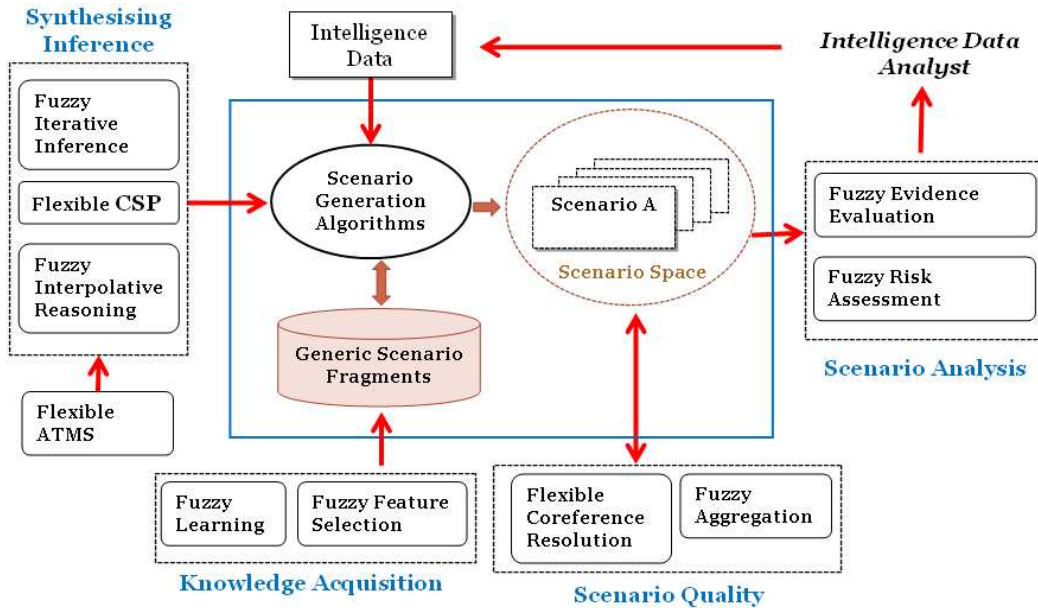 Synthesising
Inference
Fuzzy
Iterative
Inference
Flexible CSP
Fuzzy
Interpolative
Reasoning
Flexible
ATMS
Intelligence
Data
Scenario
Generation
Algorithms
Generic Scenario
Fragments
Scenario A
Scenario Space
Intelligence Data
Analyst
Fuzzy Evidence
Evaluation
Fuzzy Risk
Assessment
Scenario Analysis
Fuzzy
Learning
Fuzzy Feature
Selection
Knowledge Acquisition
Flexible
Coreference
Resolution
Fuzzy
Aggregation
Scenario Quality